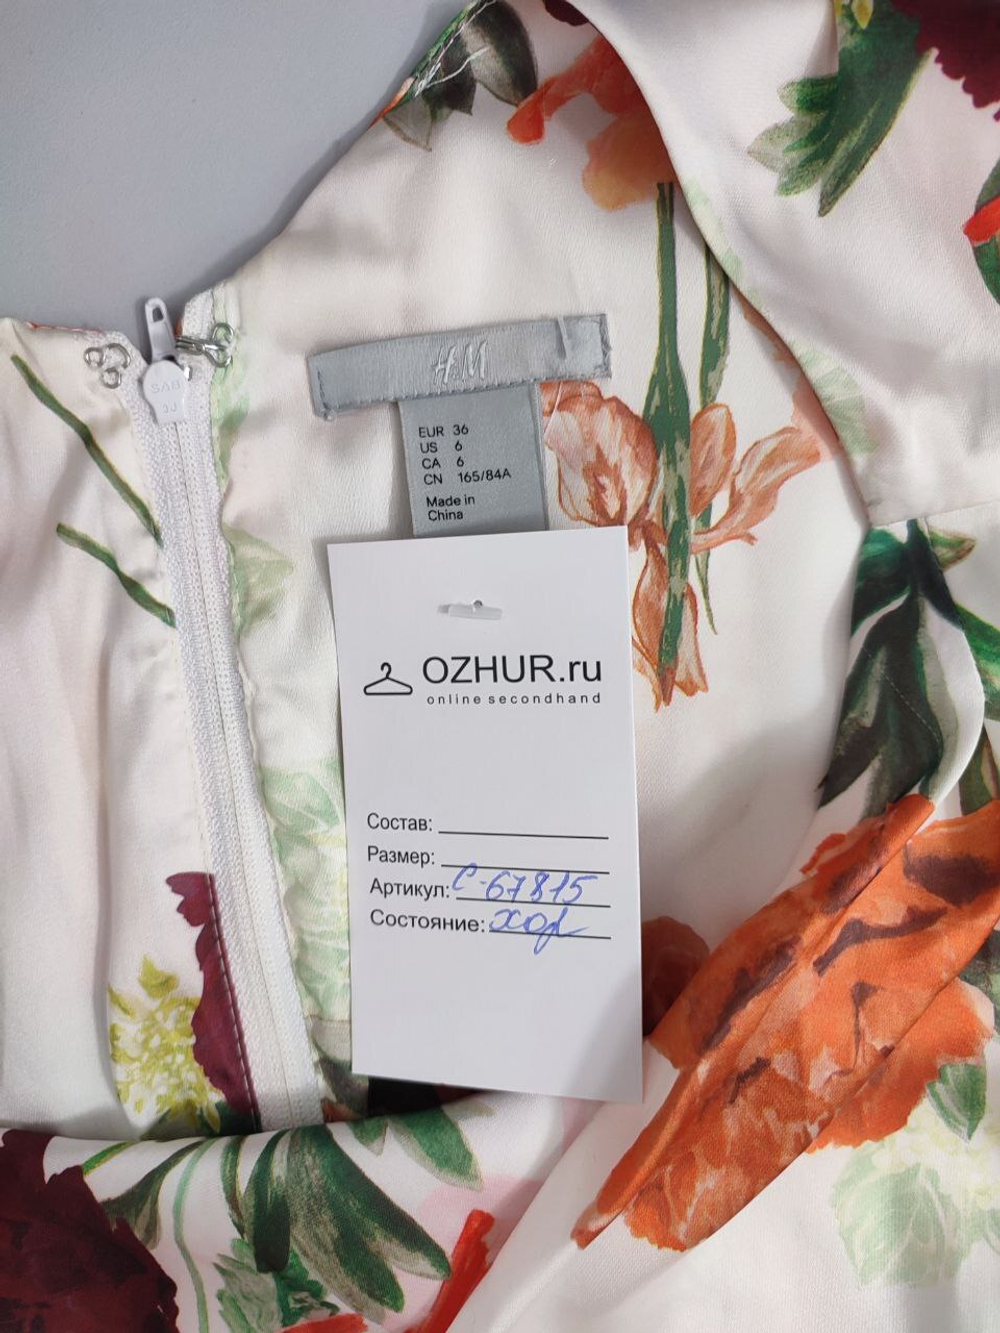 H&M
SAB
EUR 36
US 6
CA 6
CN 165/84A
Made in
China
OZHUR.ru
online secondhand
Состав:
Размер:
Артикул: С-67815
Состояние: хор